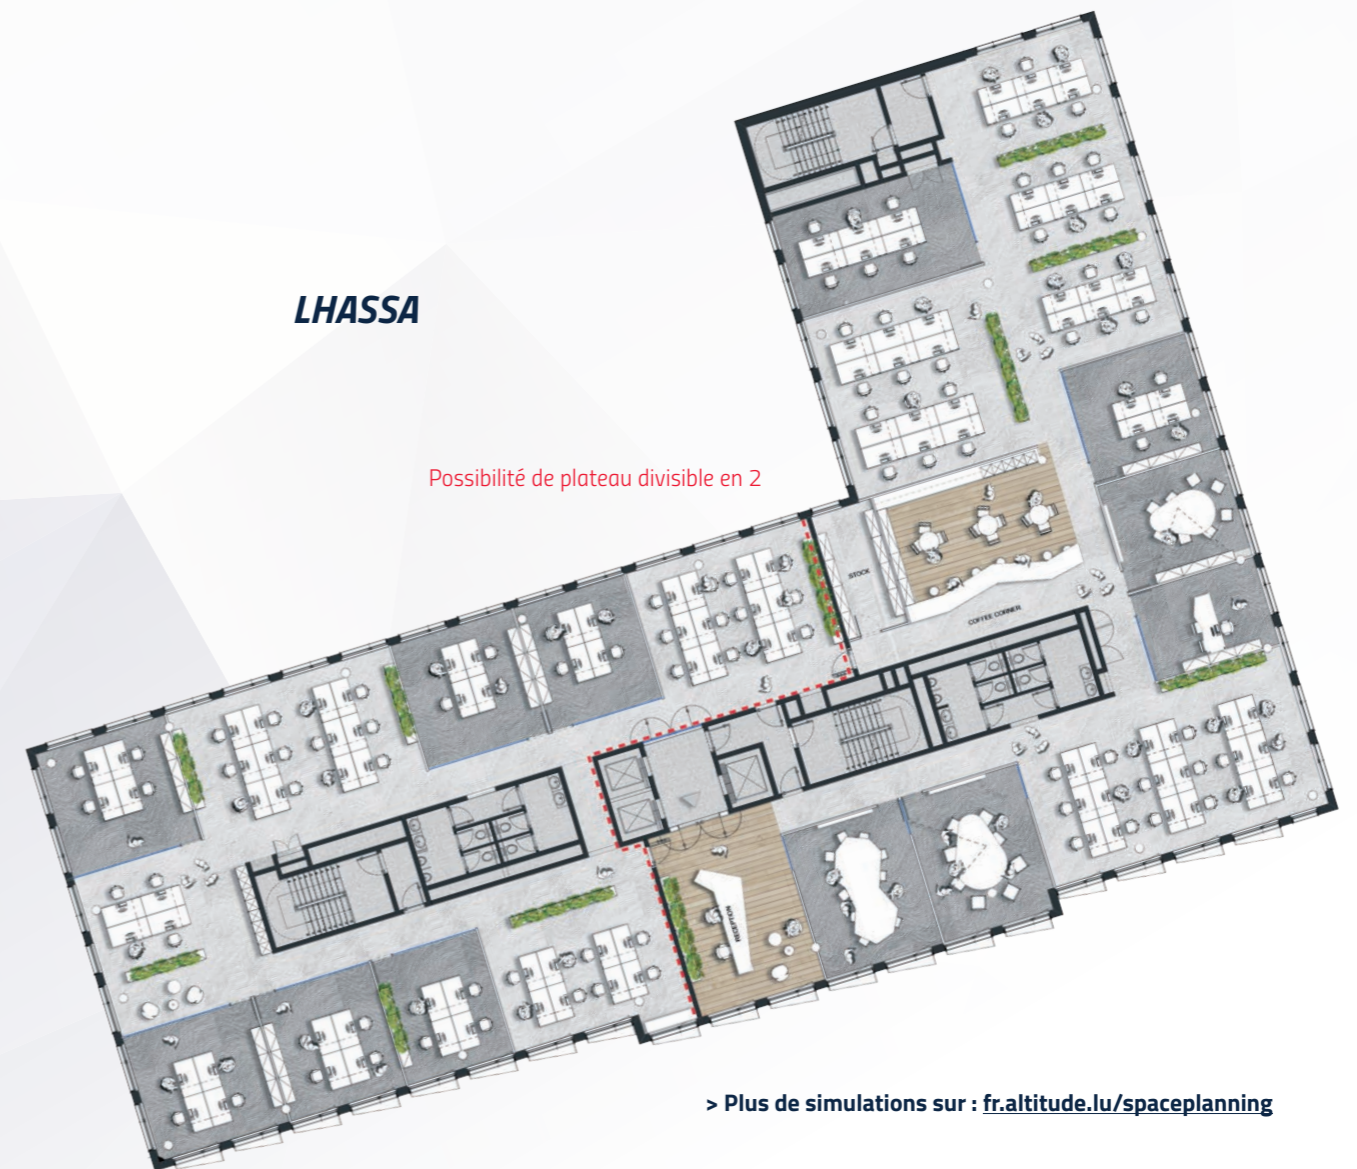 LHASSA
Possibilité de plateau divisible en 2
STOCK
COFFEE CORNER
RECEPTION
> Plus de simulations sur : fr.altitude.lu/spaceplanning